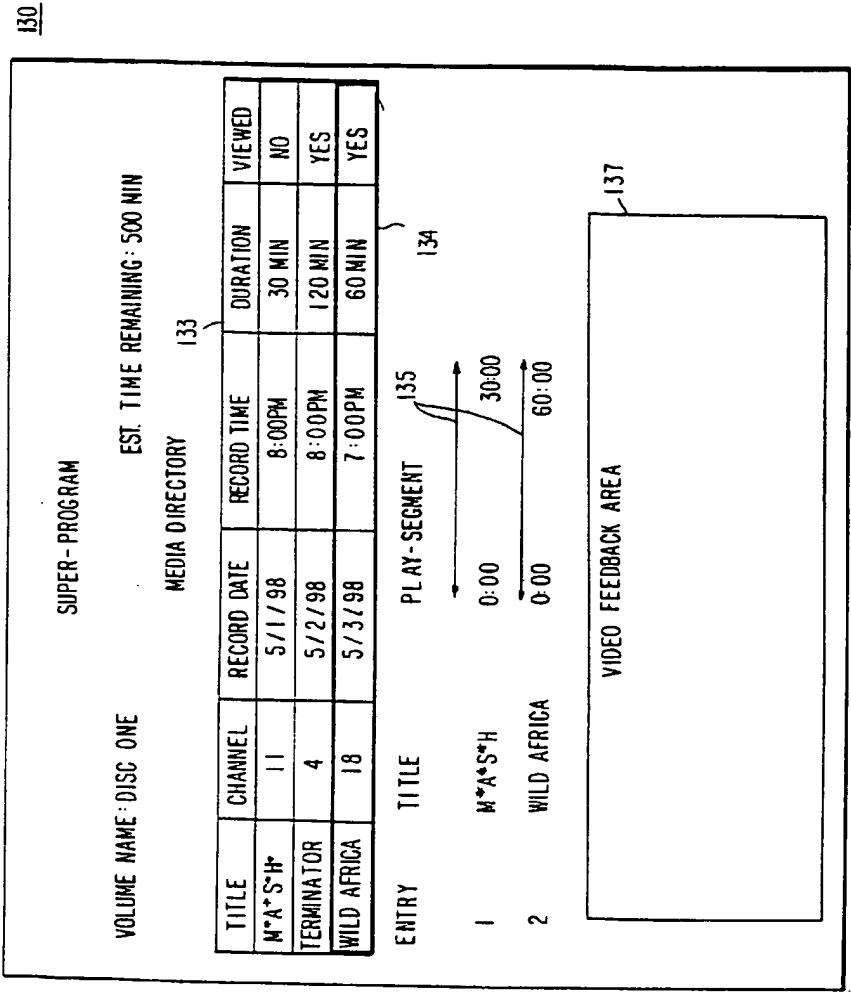 130
SUPER-PROGRAM
VOLUME NAME: DISC ONE EST. TIME REMAINING: 500 MIN
MEDIA DIRECTORY
133
TITLE CHANNEL RECORD DATE RECORD TIME DURATION VIEWED
M*A*S*H* 11 5/1/98 8:00PM 30 MIN NO
TERMINATOR 4 5/2/98 8:00PM 120 MIN YES
WILD AFRICA 18 5/3/98 7:00PM 60 MIN YES
134
ENTRY TITLE PLAY-SEGMENT 135
1 M*A*S*H 0:00 30:00
2 WILD AFRICA 0:00 60:00
137
VIDEO FEEDBACK AREA